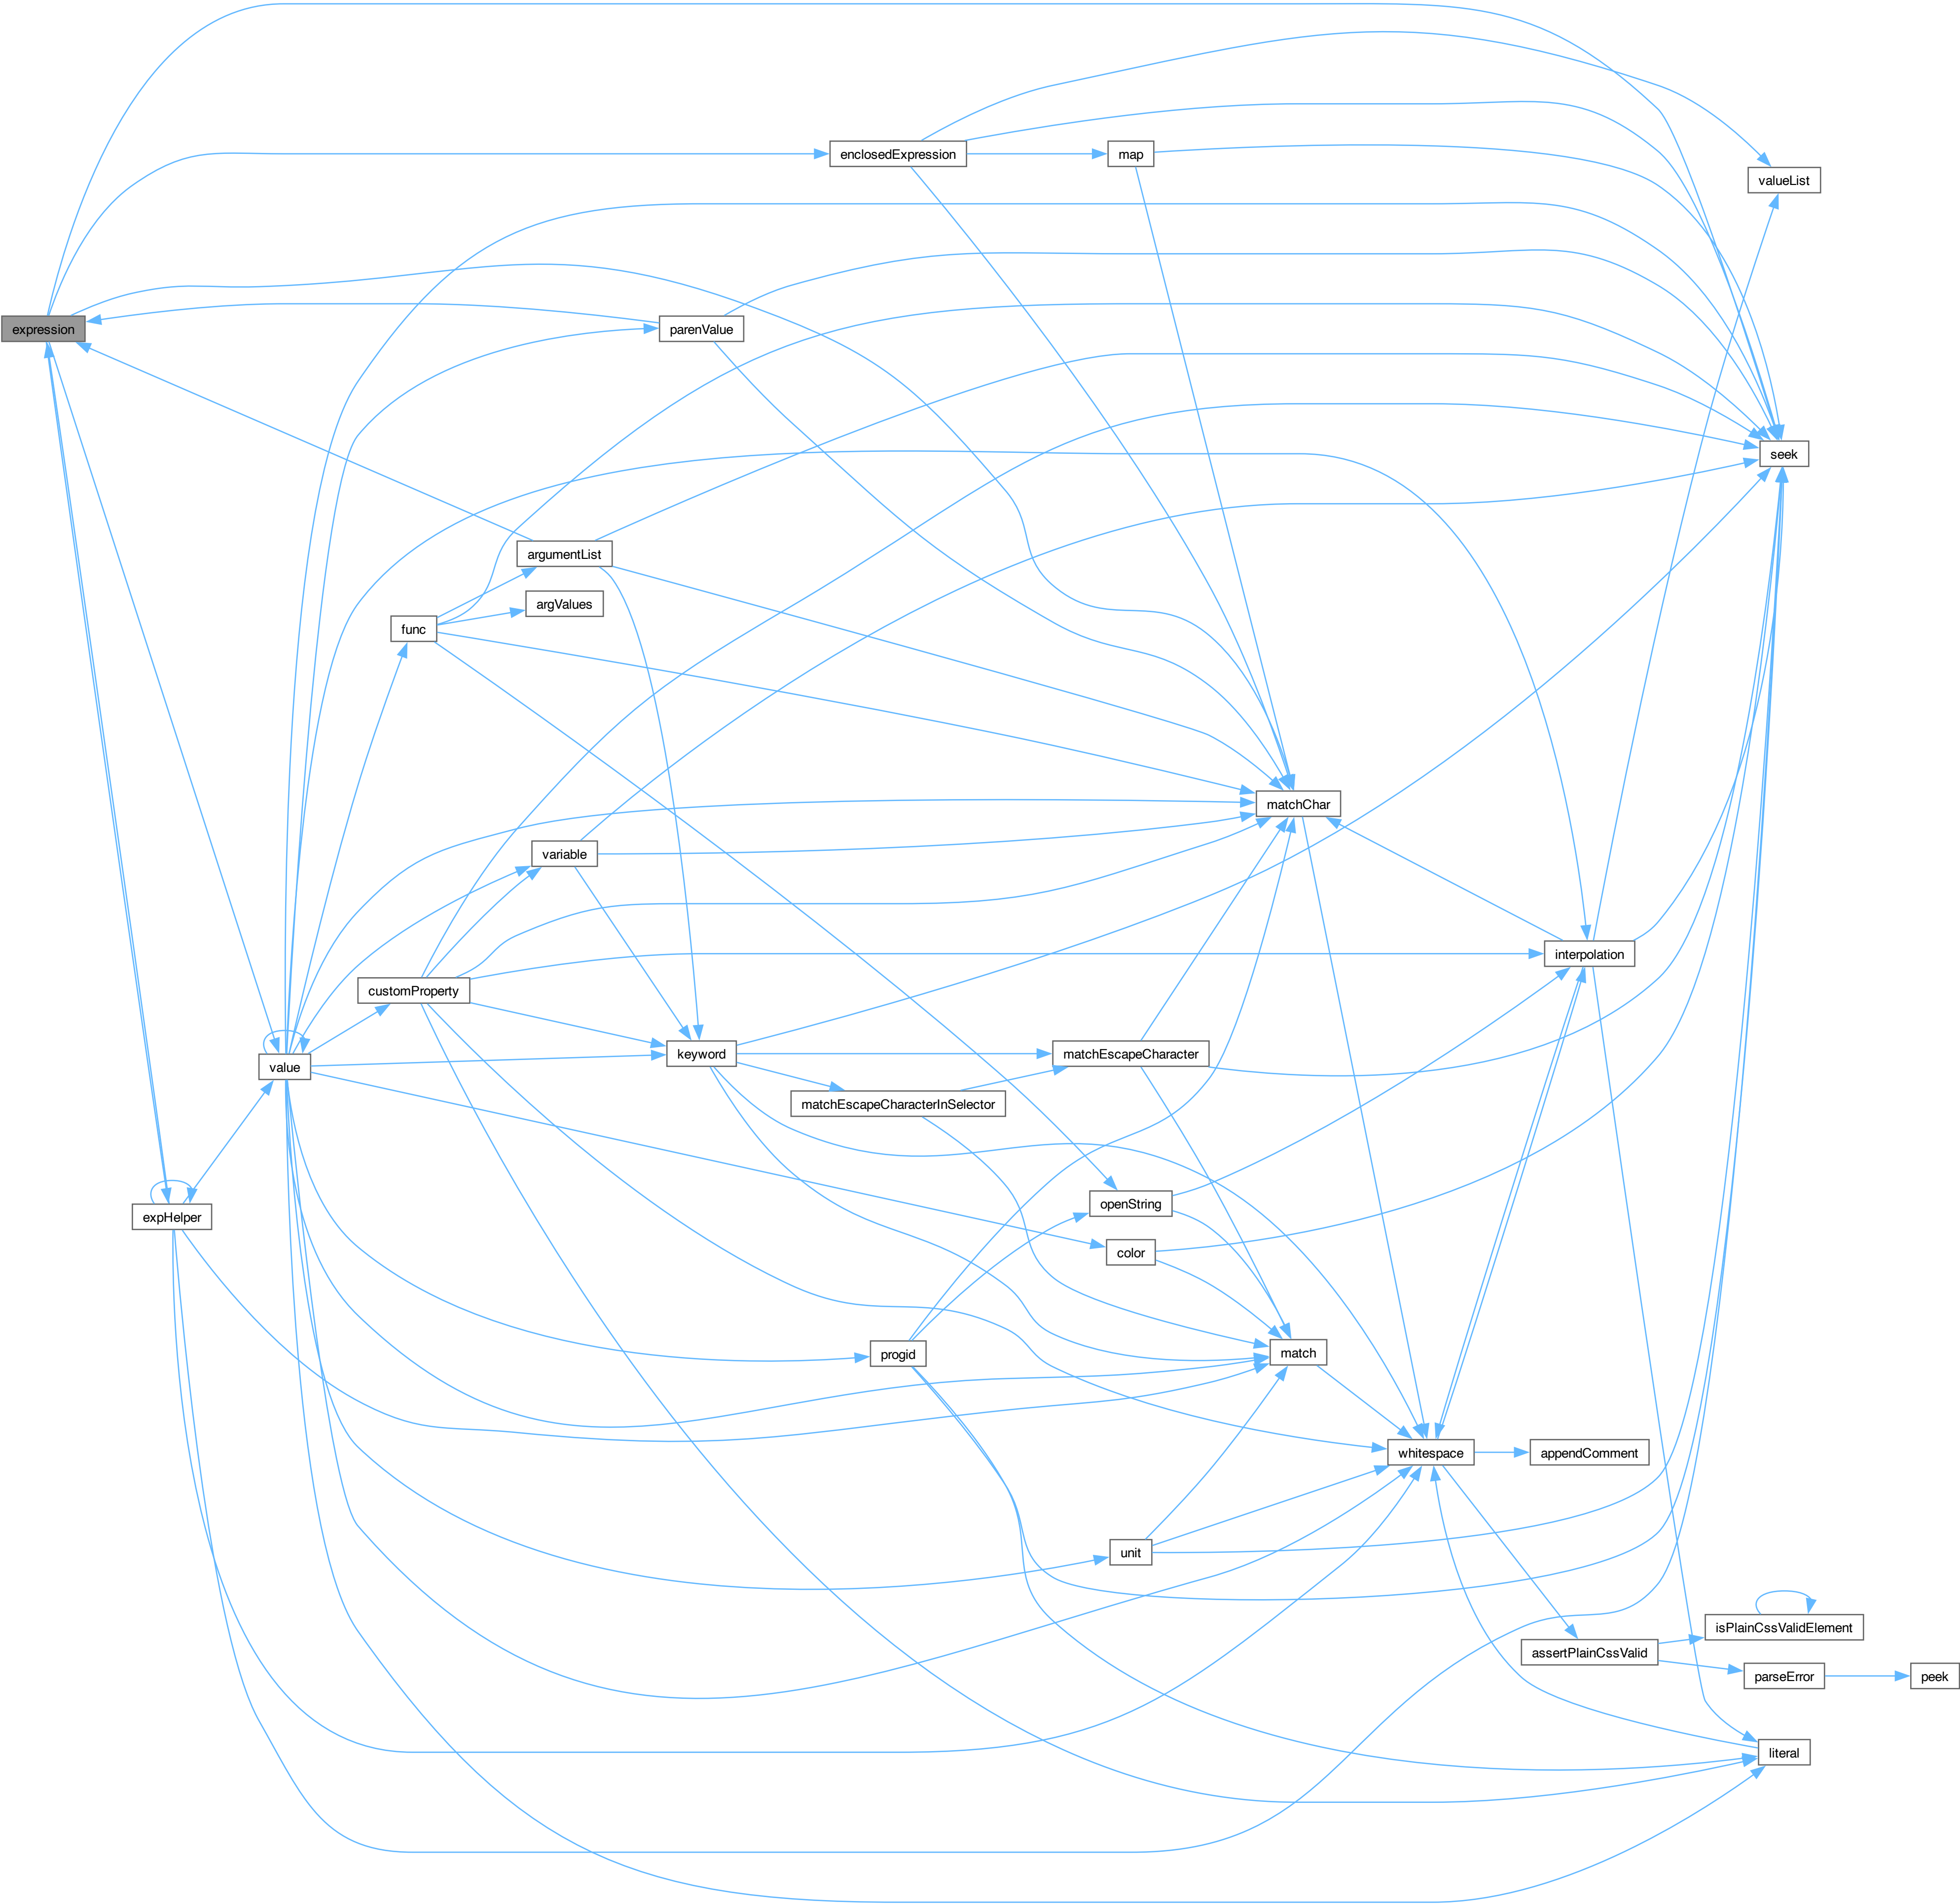 enclosedExpression
map
valueList
expression
parenValue
seek
argumentList
argValues
func
matchChar
variable
interpolation
customProperty
keyword
matchEscapeCharacter
value
matchEscapeCharacterInSelector
openString
expHelper
color
match
progid
whitespace
appendComment
unit
isPlainCssValidElement
assertPlainCssValid
parseError
peek
literal